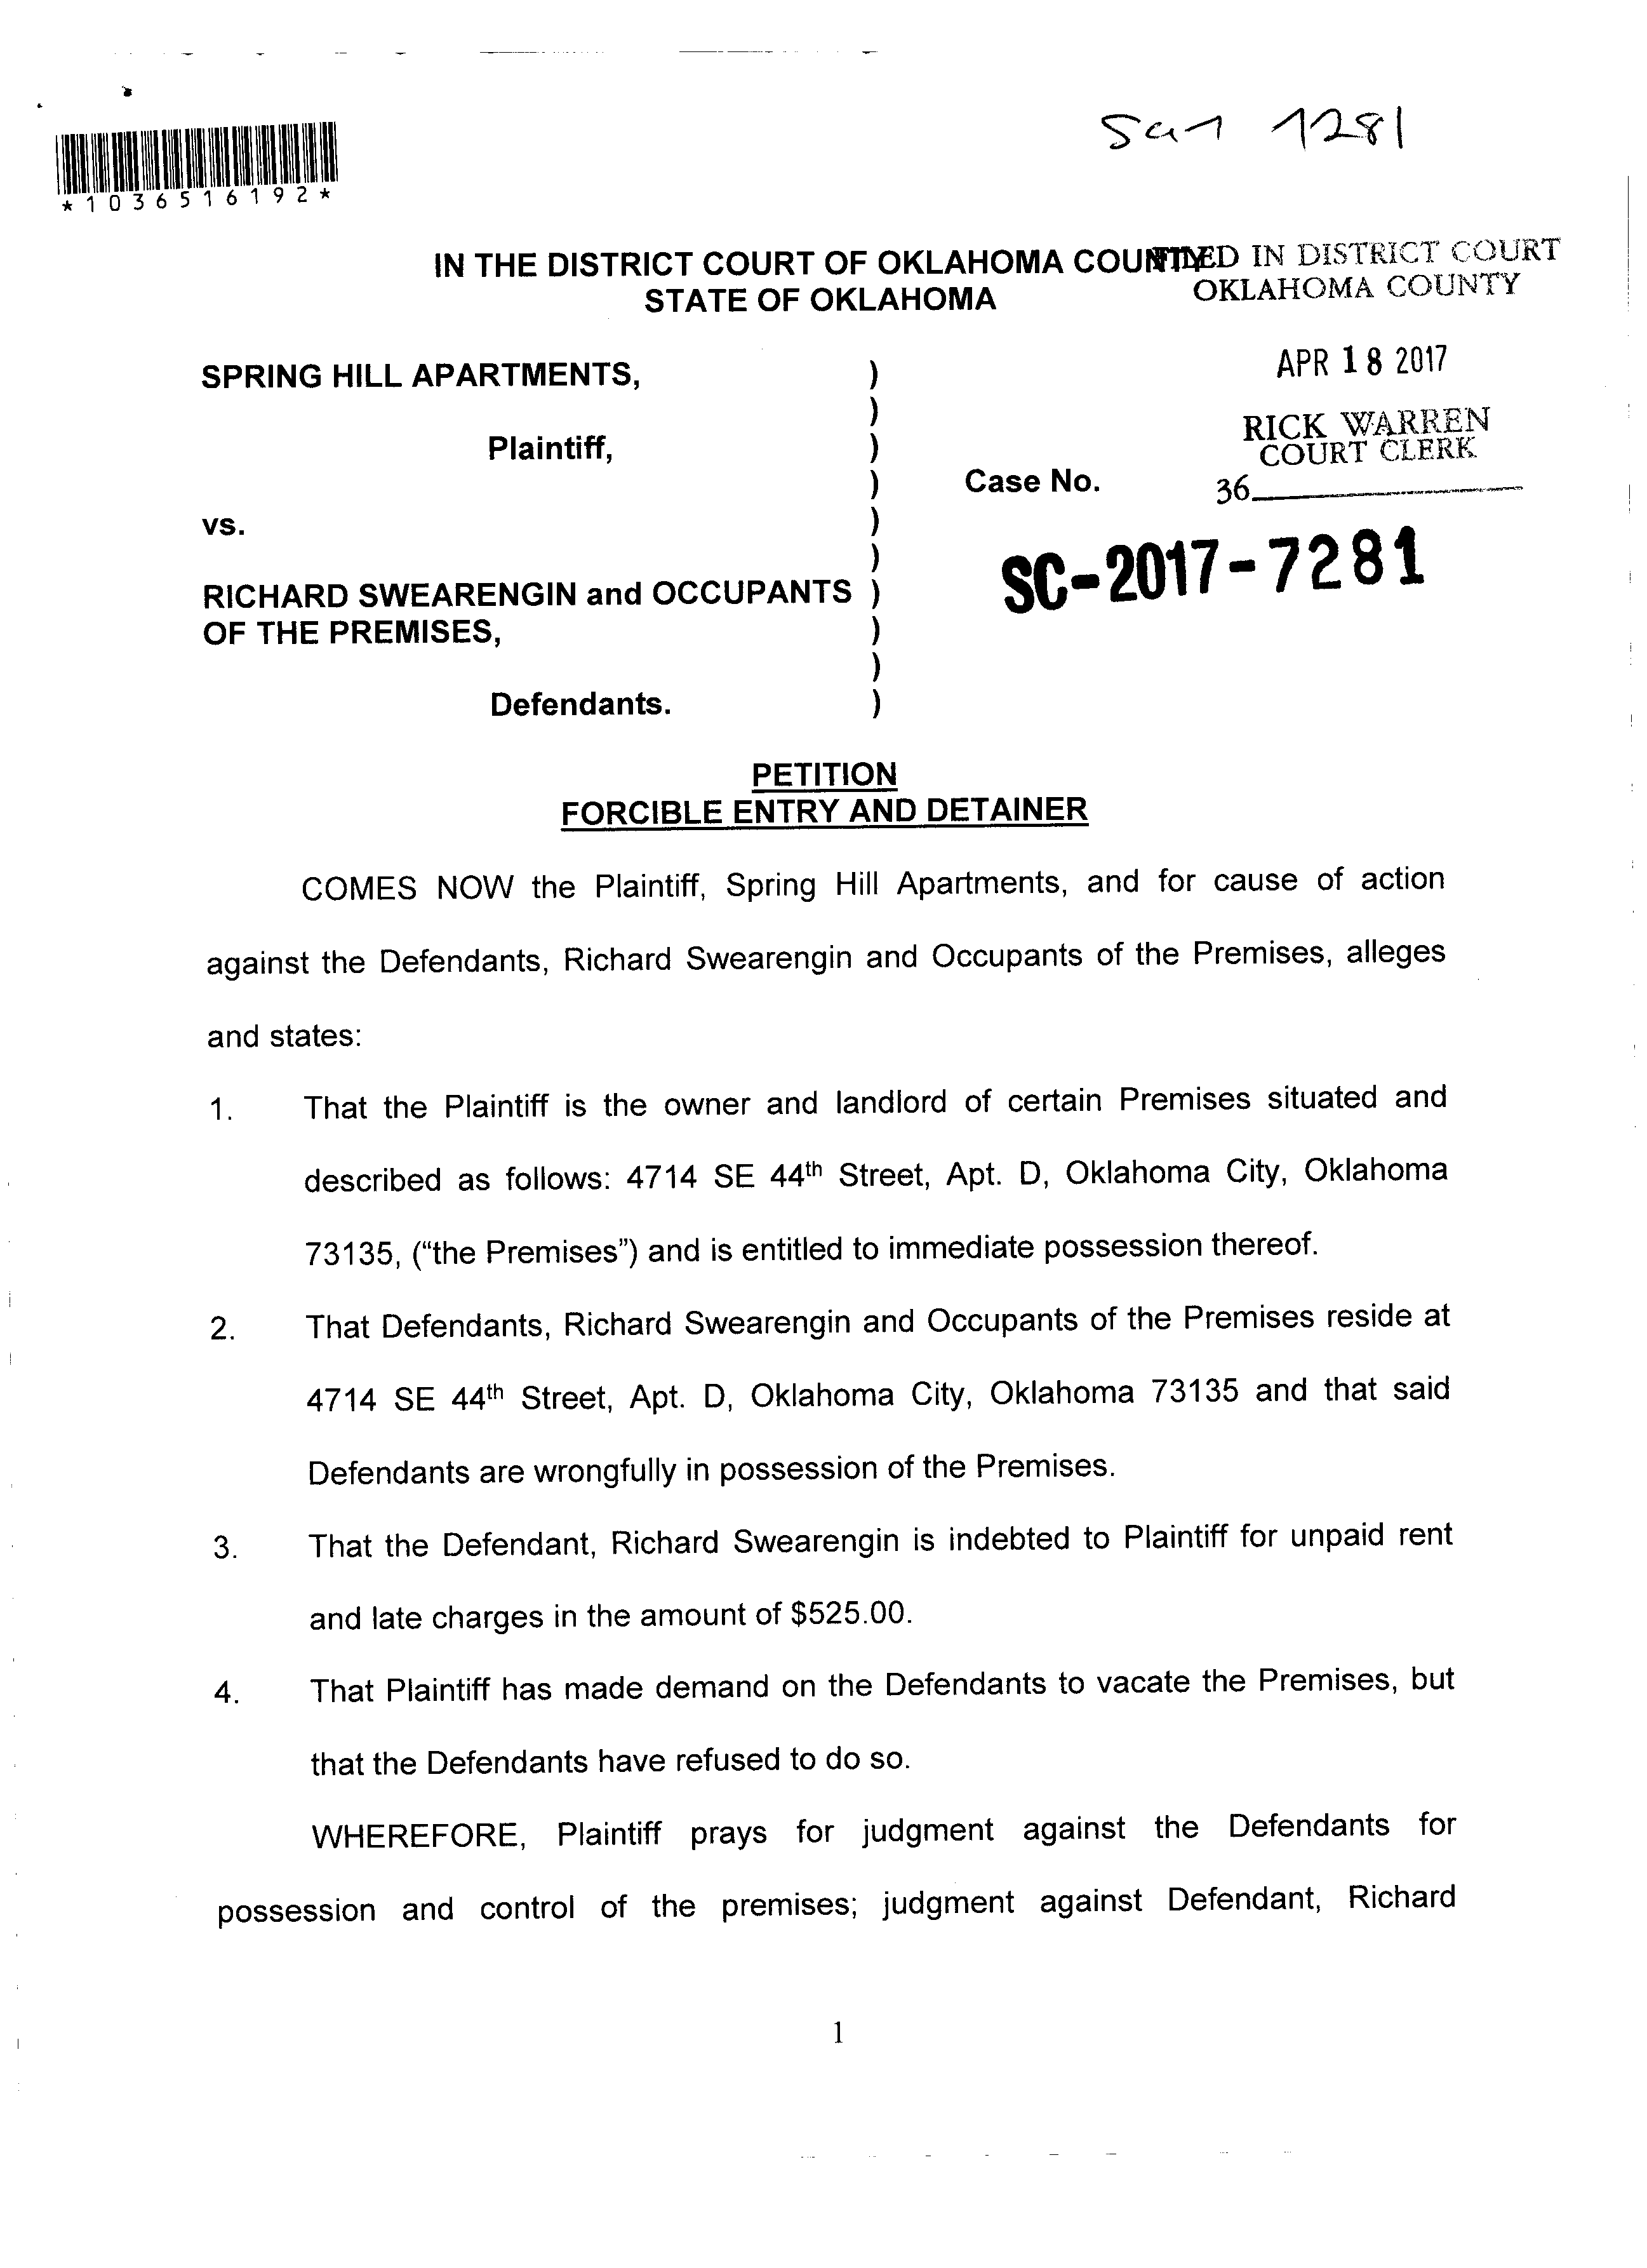 *1036516192*
IN THE DISTRICT COURT OF OKLAHOMA COUNTY
STATE OF OKLAHOMA
FILED IN DISTRICT COURT
OKLAHOMA COUNTY
APR 18 2017
RICK WARREN
COURT CLERK
36
SPRING HILL APARTMENTS, )
)
Plaintiff, )
) Case No.
vs. )
) SC-2017-7281
RICHARD SWEARENGIN and OCCUPANTS )
OF THE PREMISES, )
)
Defendants. )
PETITION
FORCIBLE ENTRY AND DETAINER
COMES NOW the Plaintiff, Spring Hill Apartments, and for cause of action
against the Defendants, Richard Swearengin and Occupants of the Premises, alleges
and states:
1. That the Plaintiff is the owner and landlord of certain Premises situated and
described as follows: 4714 SE 44th Street, Apt. D, Oklahoma City, Oklahoma
73135, (“the Premises”) and is entitled to immediate possession thereof.
2. That Defendants, Richard Swearengin and Occupants of the Premises reside at
4714 SE 44th Street, Apt. D, Oklahoma City, Oklahoma 73135 and that said
Defendants are wrongfully in possession of the Premises.
3. That the Defendant, Richard Swearengin is indebted to Plaintiff for unpaid rent
and late charges in the amount of $525.00.
4. That Plaintiff has made demand on the Defendants to vacate the Premises, but
that the Defendants have refused to do so.
WHEREFORE, Plaintiff prays for judgment against the Defendants for
possession and control of the premises; judgment against Defendant, Richard
1